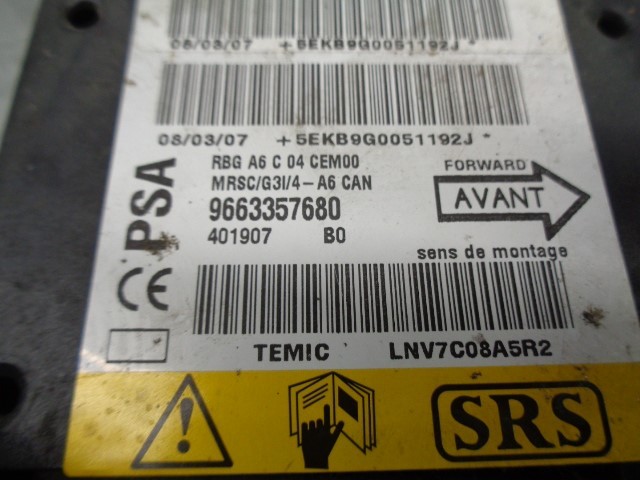 08/03/07 +5EKB9G0051192J*
08/03/07 +5EKB9G0051192J*
PSA
RBG A6 C 04 CEM00
MRSC/G3I/4-A6 CAN
9663357680
401907 B0
FORWARD
AVANT
sens de montage
CE
TEMIC LNV7C08A5R2
SRS